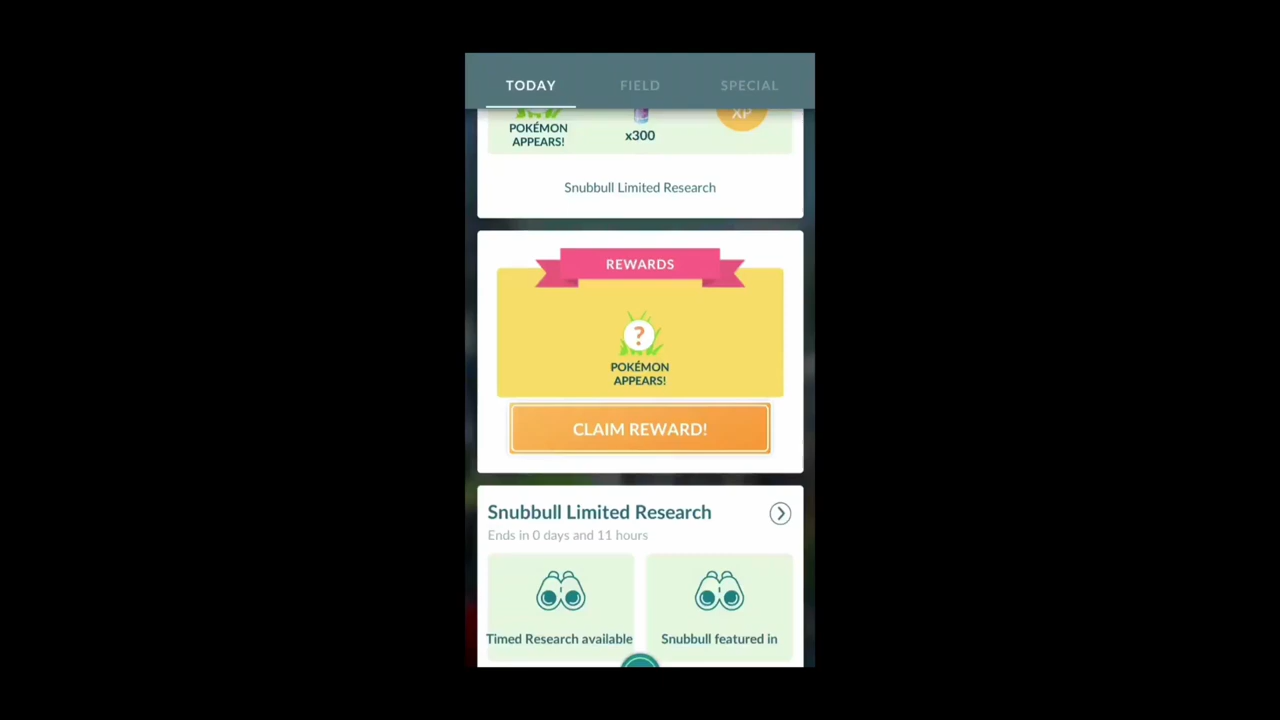 TODAY FIELD SPECIAL
POKÉMON
APPEARS!
x300
XP
Snubbull Limited Research
REWARDS
?
POKÉMON
APPEARS!
CLAIM REWARD!
Snubbull Limited Research
Ends in 0 days and 11 hours
Timed Research available
Snubbull featured in